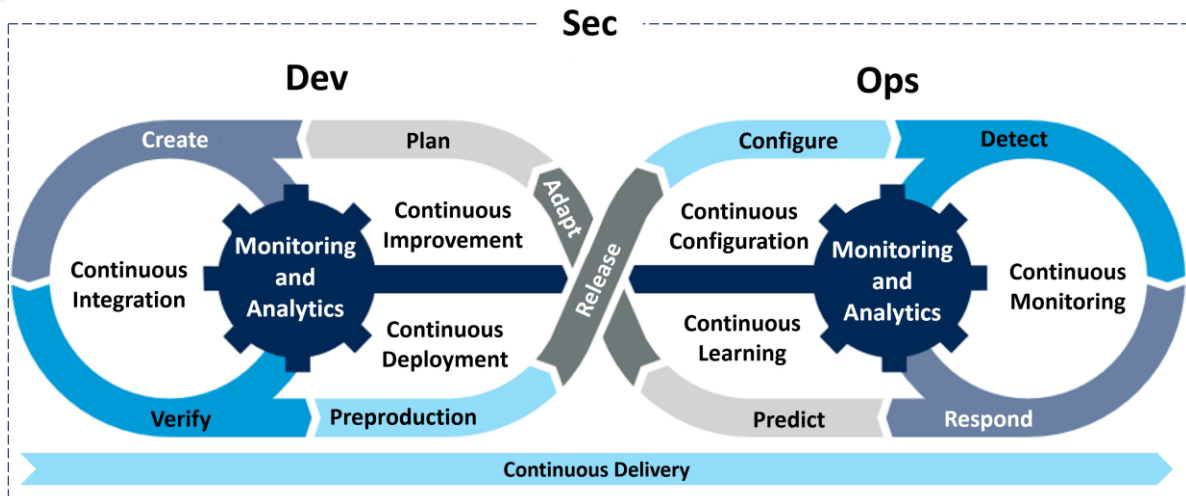 Sec
Dev
Ops
Create
Plan
Configure
Detect
Adapt
Release
Continuous
Improvement
Continuous
Configuration
Monitoring
and
Analytics
Monitoring
and
Analytics
Continuous
Integration
Continuous
Monitoring
Continuous
Deployment
Continuous
Learning
Verify
Preproduction
Predict
Respond
Continuous Delivery